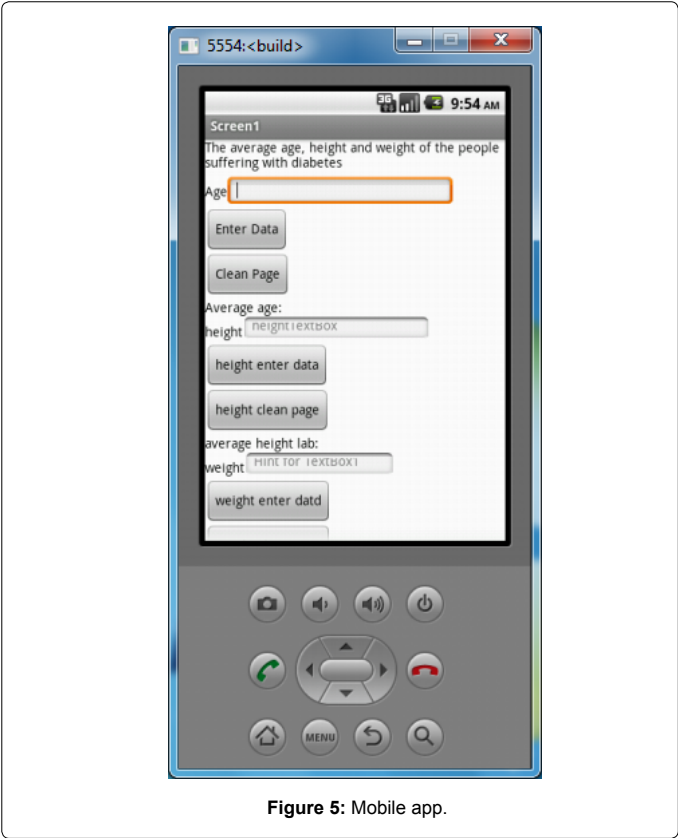 5554:<build>
3G
9:54 AM
Screen1
The average age, height and weight of the people
suffering with diabetes
Age
Enter Data
Clean Page
Average age:
height heightTextBox
height enter data
height clean page
average height lab:
weight Hint for TextBox1
weight enter datd
MENU
Figure 5: Mobile app.